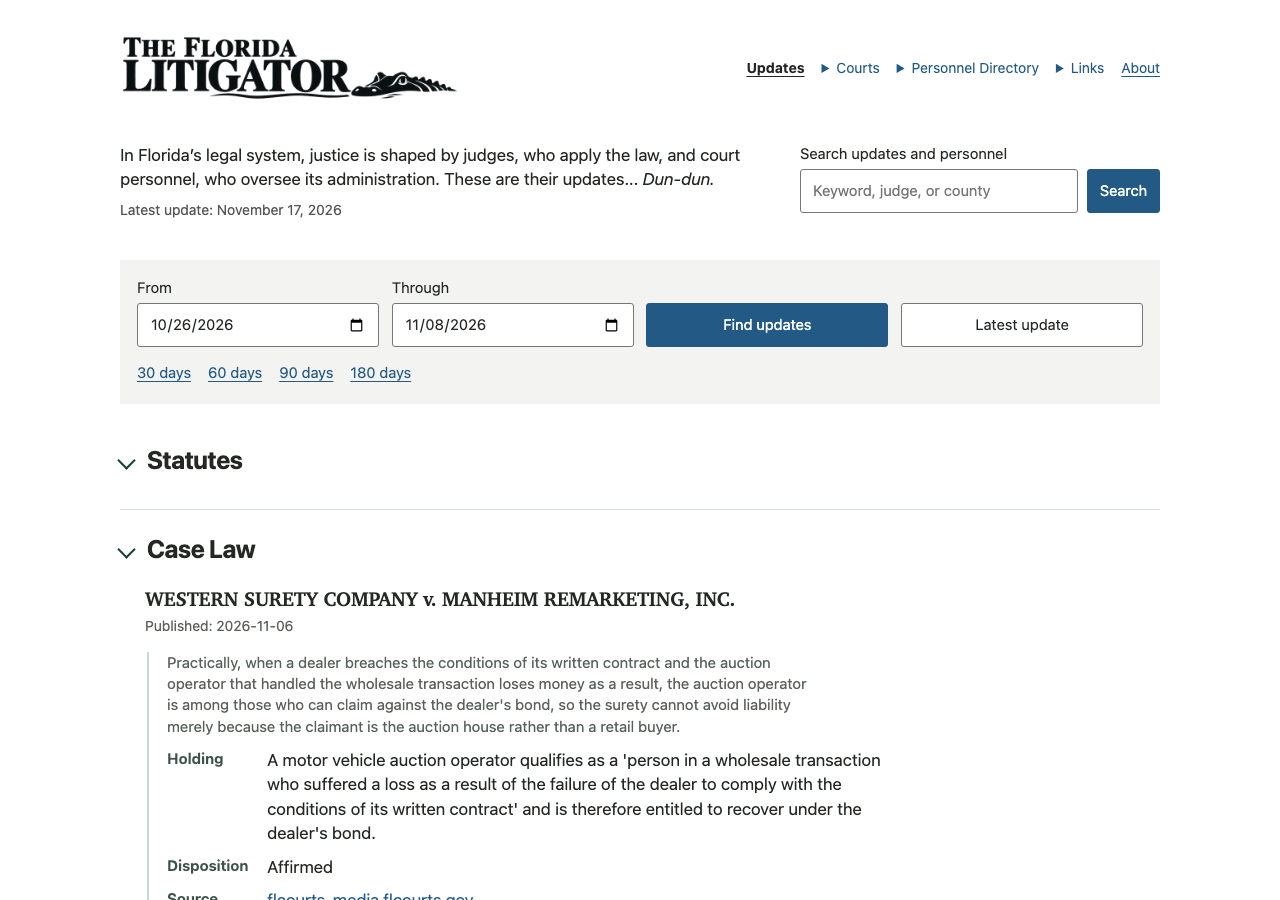 THE FLORIDA
LITIGATOR
Updates
Courts
Personnel Directory
Links
About
In Florida’s legal system, justice is shaped by judges, who apply the law, and court
personnel, who oversee its administration. These are their updates... Dun-dun.
Latest update: November 17, 2026
Search updates and personnel
Keyword, judge, or county
Search
From
Through
10/26/2026
11/08/2026
Find updates
Latest update
30 days
60 days
90 days
180 days
Statutes
Case Law
WESTERN SURETY COMPANY v. MANHEIM REMARKETING, INC.
Published: 2026-11-06
Practically, when a dealer breaches the conditions of its written contract and the auction
operator that handled the wholesale transaction loses money as a result, the auction operator
is among those who can claim against the dealer's bond, so the surety cannot avoid liability
merely because the claimant is the auction house rather than a retail buyer.
Holding
A motor vehicle auction operator qualifies as a 'person in a wholesale transaction
who suffered a loss as a result of the failure of the dealer to comply with the
conditions of its written contract' and is therefore entitled to recover under the
dealer's bond.
Disposition
Affirmed
Source
flcourts-media.flcourts.gov